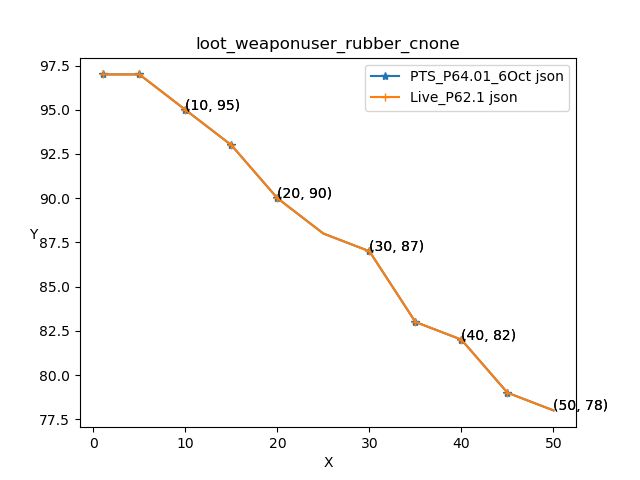 loot_weaponuser_rubber_cnone
PTS_P64.01_6Oct json
Live_P62.1 json
97.5
95.0
92.5
90.0
87.5
85.0
82.5
80.0
77.5
Y
(10, 95)
(20, 90)
(30, 87)
(40, 82)
(50, 78)
0 10 20 30 40 50
X